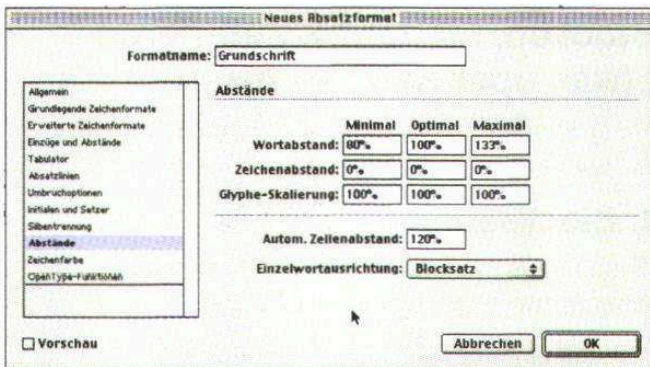 Neues Absatzformat
Formatname: Grundschrift
Allgemein
Grundlegende Zeichenformate
Erweiterte Zeichenformate
Einzüge und Abstände
Tabulator
Absatzlinien
Umbruchoptionen
Initialen und Setzer
Silbentrennung
Abstände
Zeichenfarbe
OpenType-Funktionen
Abstände
Minimal Optimal Maximal
Wortabstand: 80% 100% 133%
Zeichenabstand: 0% 0% 0%
Glyphe-Skalierung: 100% 100% 100%
Autom. Zeilenabstand: 120%
Einzelwortausrichtung: Blocksatz
Vorschau
Abbrechen OK